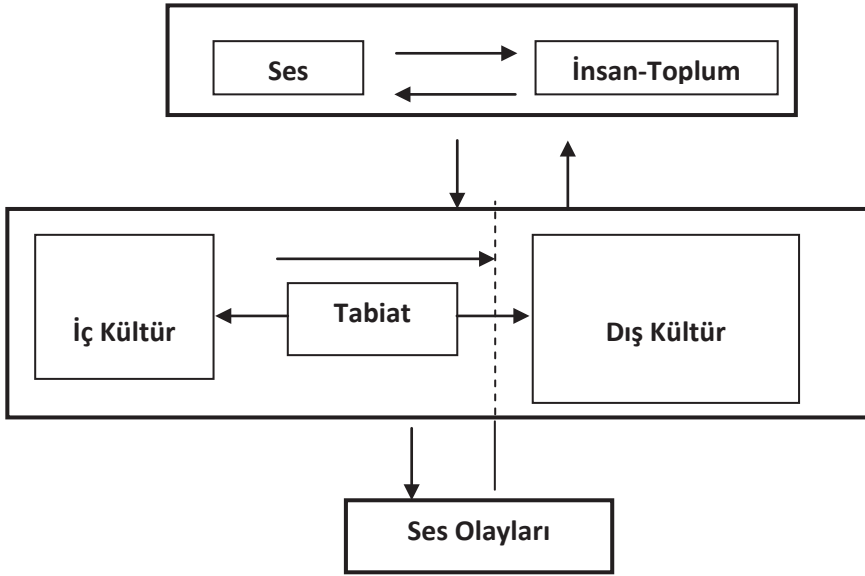 Ses
İnsan-Toplum
İç Kültür
Tabiat
Dış Kültür
Ses Olayları